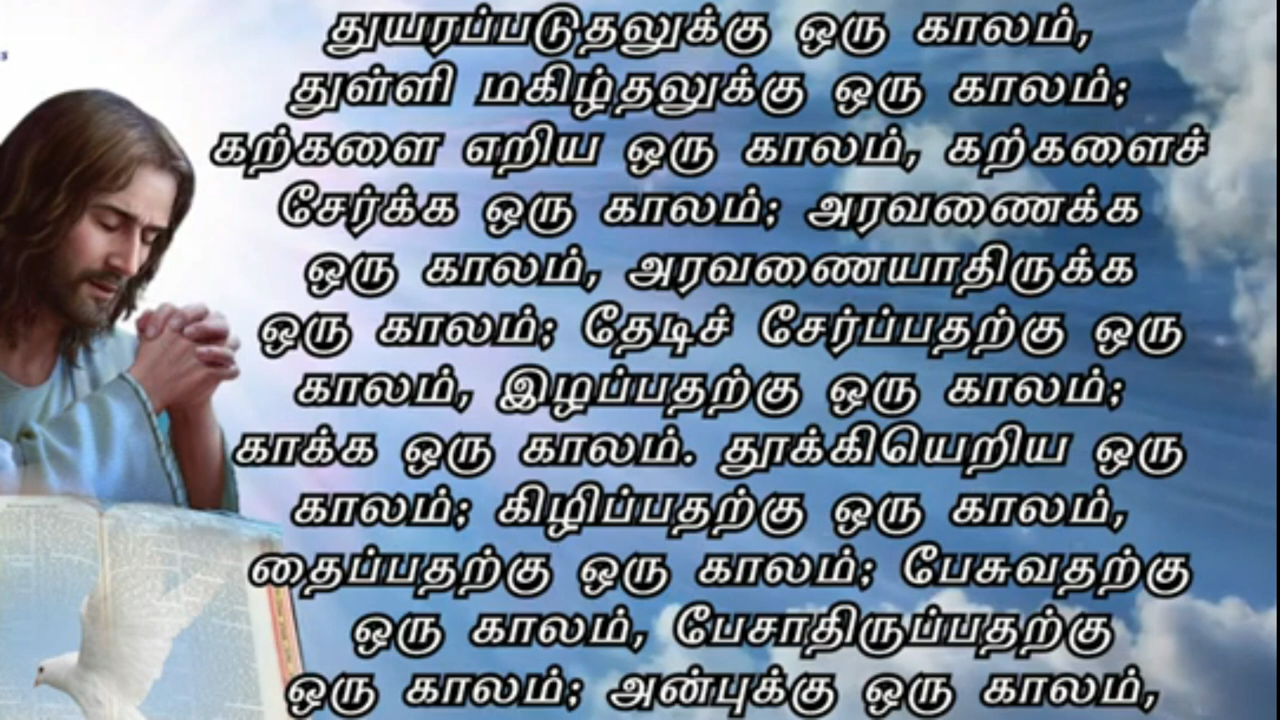 துயரப்படுதலுக்கு ஒரு காலம்,
துள்ளி மகிழ்தலுக்கு ஒரு காலம்;
கற்களை எறிய ஒரு காலம், கற்களைச்
சேர்க்க ஒரு காலம்; அரவணைக்க
ஒரு காலம், அரவணையாதிருக்க
ஒரு காலம்; தேடிச் சேர்ப்பதற்கு ஒரு
காலம், இழப்பதற்கு ஒரு காலம்;
காக்க ஒரு காலம். தூக்கியெறிய ஒரு
காலம்; கிழிப்பதற்கு ஒரு காலம்,
தைப்பதற்கு ஒரு காலம்; பேசுவதற்கு
ஒரு காலம், பேசாதிருப்பதற்கு
ஒரு காலம்; அன்புக்கு ஒரு காலம்,